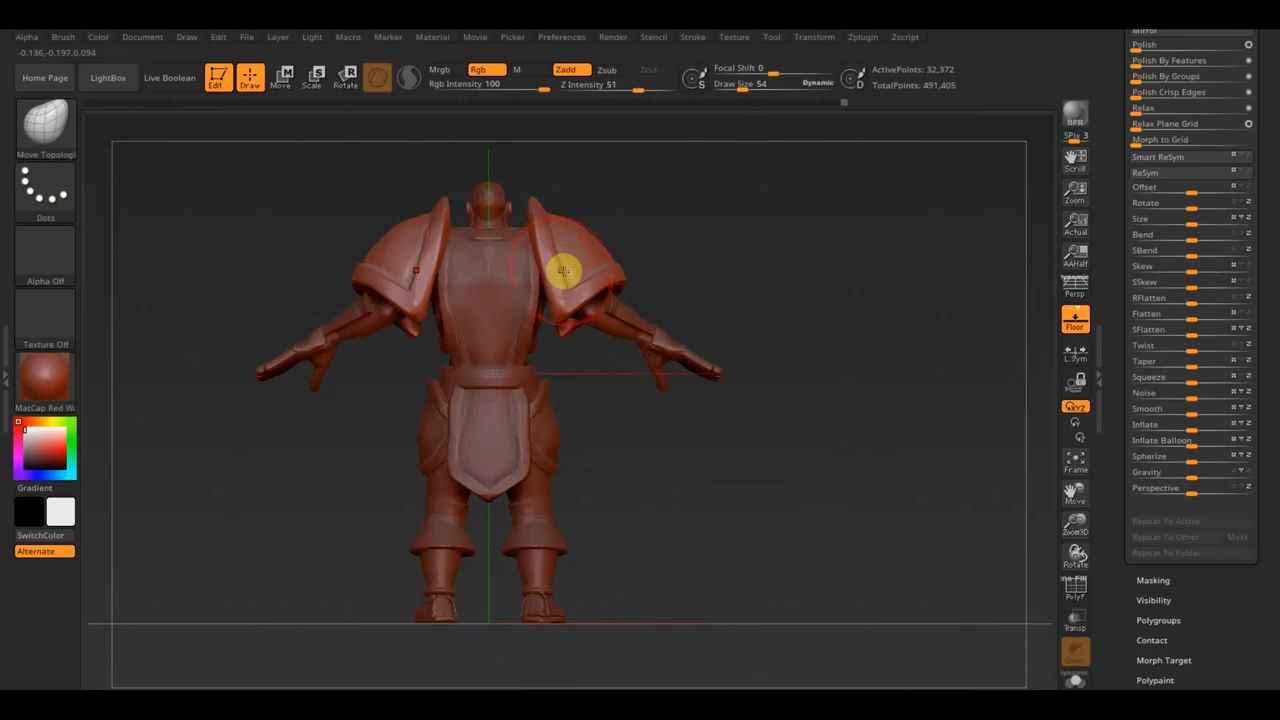 Alpha Brush Color Document Draw Edit File Layer Light Macro Marker Material Movie Picker Preferences Render Stencil Stroke Texture Tool Transform Zplugin Zscript
-0.136,-0.197,0.094
Home Page
LightBox
Live Boolean
Edit
Draw
Move
Scale
Rotate
Mrgb
Rgb
M
Rgb Intensity 100
Zadd
Zsub
Zcut
Z Intensity 51
S
Focal Shift 0
Draw Size 54
Dynamic
D
ActivePoints: 32,372
TotalPoints: 491,405
Move Topologi
Dots
Alpha Off
Texture Off
MatCap Red W
Gradient
SwitchColor
Alternate
BPR
SPix 3
Scroll
Zoom
Actual
AAHalf
Dynamic
Persp
Floor
L.Sym
XYZ
Frame
Move
Zoom3D
Rotate
PolyF
Transp
Dynamic
Mirror
Polish
Polish By Features
Polish By Groups
Polish Crisp Edges
Relax
Relax Plane Grid
Morph to Grid
Smart ReSym
ReSym
Offset
Rotate
Size
Bend
SBend
Skew
SSkew
RFlatten
Flatten
SFlatten
Twist
Taper
Squeeze
Noise
Smooth
Inflate
Inflate Balloon
Spherize
Gravity
Perspective
Repeat To Active
Repeat To Other
Mask
Repeat To Folder
Masking
Visibility
Polygroups
Contact
Morph Target
Polypaint